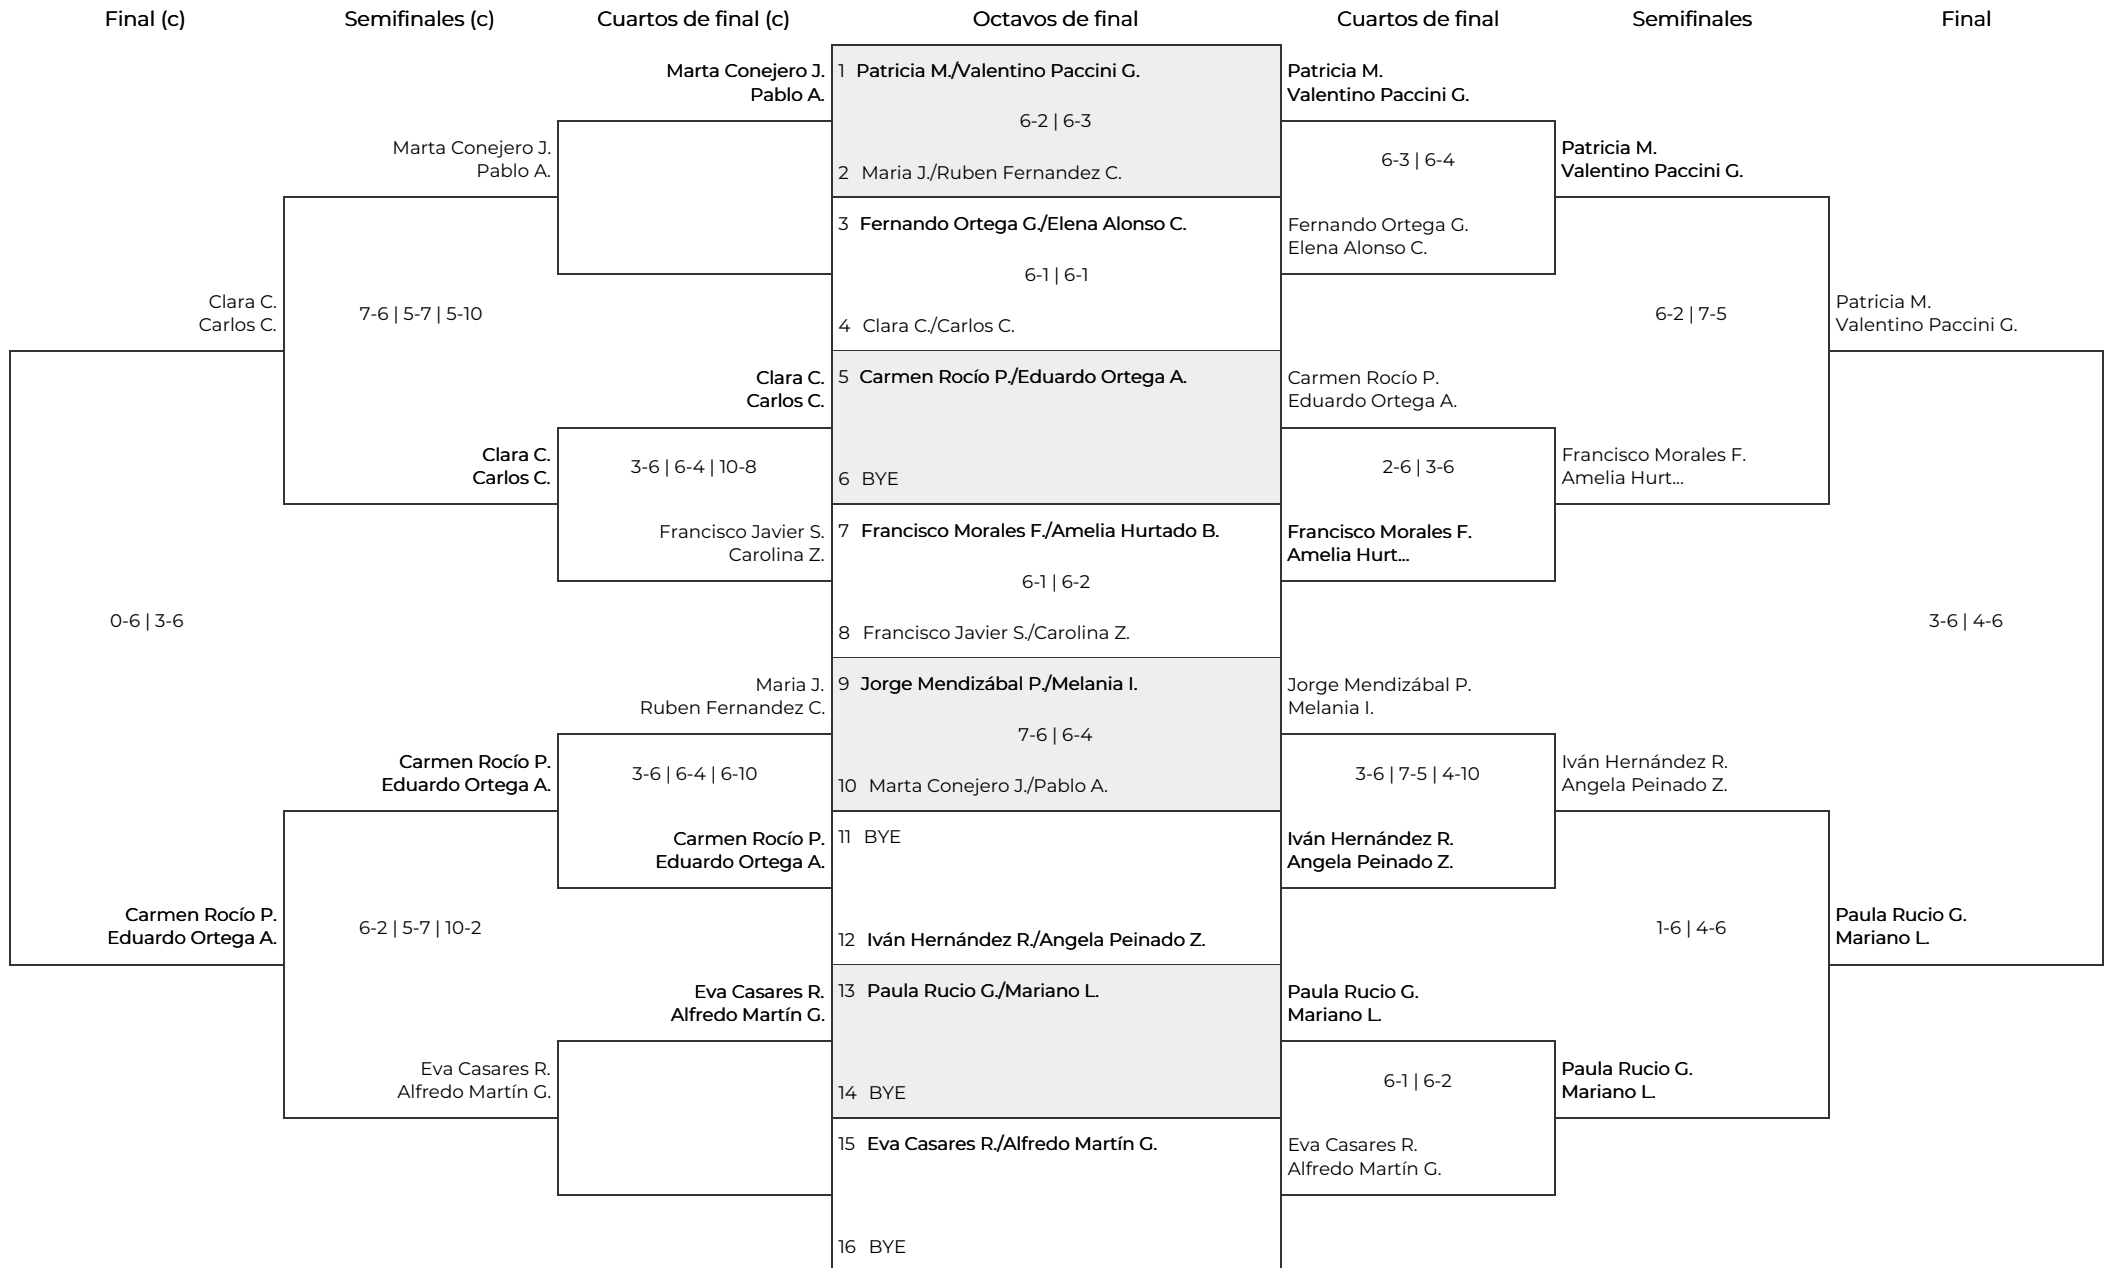 Final (c)
Semifinales (c)
Cuartos de final (c)
Octavos de final
Cuartos de final
Semifinales
Final
Clara C.
Carlos C.
0-6 | 3-6
Carmen Rocío P.
Eduardo Ortega A.
Marta Conejero J.
Pablo A.
7-6 | 5-7 | 5-10
Clara C.
Carlos C.
Carmen Rocío P.
Eduardo Ortega A.
6-2 | 5-7 | 10-2
Eva Casares R.
Alfredo Martín G.
Marta Conejero J.
Pablo A.
Clara C.
Carlos C.
3-6 | 6-4 | 10-8
Francisco Javier S.
Carolina Z.
Maria J.
Ruben Fernandez C.
3-6 | 6-4 | 6-10
Carmen Rocío P.
Eduardo Ortega A.
Eva Casares R.
Alfredo Martín G.
1 Patricia M./Valentino Paccini G.
6-2 | 6-3
2 Maria J./Ruben Fernandez C.
3 Fernando Ortega G./Elena Alonso C.
6-1 | 6-1
4 Clara C./Carlos C.
5 Carmen Rocío P./Eduardo Ortega A.
6 BYE
7 Francisco Morales F./Amelia Hurtado B.
6-1 | 6-2
8 Francisco Javier S./Carolina Z.
9 Jorge Mendizábal P./Melania I.
7-6 | 6-4
10 Marta Conejero J./Pablo A.
11 BYE
12 Iván Hernández R./Angela Peinado Z.
13 Paula Rucio G./Mariano L.
14 BYE
15 Eva Casares R./Alfredo Martín G.
16 BYE
Patricia M.
Valentino Paccini G.
6-3 | 6-4
Fernando Ortega G.
Elena Alonso C.
Carmen Rocío P.
Eduardo Ortega A.
2-6 | 3-6
Francisco Morales F.
Amelia Hurt...
Jorge Mendizábal P.
Melania I.
3-6 | 7-5 | 4-10
Iván Hernández R.
Angela Peinado Z.
Paula Rucio G.
Mariano L.
6-1 | 6-2
Eva Casares R.
Alfredo Martín G.
Patricia M.
Valentino Paccini G.
6-2 | 7-5
Francisco Morales F.
Amelia Hurt...
Iván Hernández R.
Angela Peinado Z.
1-6 | 4-6
Paula Rucio G.
Mariano L.
Patricia M.
Valentino Paccini G.
3-6 | 4-6
Paula Rucio G.
Mariano L.